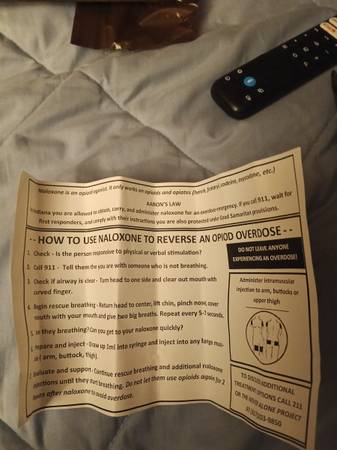 Naloxone is an opioid opioid. It only works on opioids and opiates (heroin, fentanyl, codeine, oxycodone, etc.)
AARON'S LAW
Indiana you are allowed to obtain, carry, and administer naloxone for an overdose emergency. If you call 911, wait for
first responders, and comply with their instructions you are also protected under Good Samaritan provisions.
-- HOW TO USE NALOXONE TO REVERSE AN OPIOD OVERDOSE --
1. Check - Is the person responsive to physical or verbal stimulation?
2. Call 911 - Tell them the you are with someone who is not breathing.
3. Check if airway is clear - Turn head to one side and clear out mouth with
curved finger.
4. Begin rescue breathing - Return head to center, lift chin, pinch nose, cover
mouth with your mouth and give two big breaths. Repeat every 5-7 seconds.
5. Are they breathing? Can you get to your naloxone quickly?
Prepare and inject - Draw up 1ml into syringe and inject into any large mus-
cle (arm, buttock, thigh).
Evaluate and support - Continue rescue breathing and additional naloxone
injections until they start breathing. Do not let them use opioids again for 2
hours after naloxone to avoid overdose.
DO NOT LEAVE ANYONE
EXPERIENCING AN OVERDOSE!
Administer intramuscular
injection to arm, buttocks or
upper thigh
TO DISCUSS ADDITIONAL
TREATMENT OPTIONS CALL 211
OR THE NEVER ALONE PROJECT